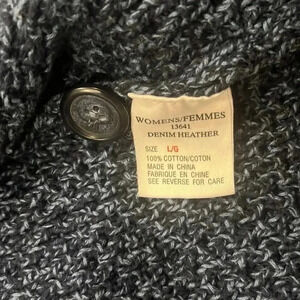 WOMENS/FEMMES
13641
DENIM HEATHER
SIZE L/G
100% COTTON/COTON
MADE IN CHINA
FABRIQUE EN CHINE
SEE REVERSE FOR CARE